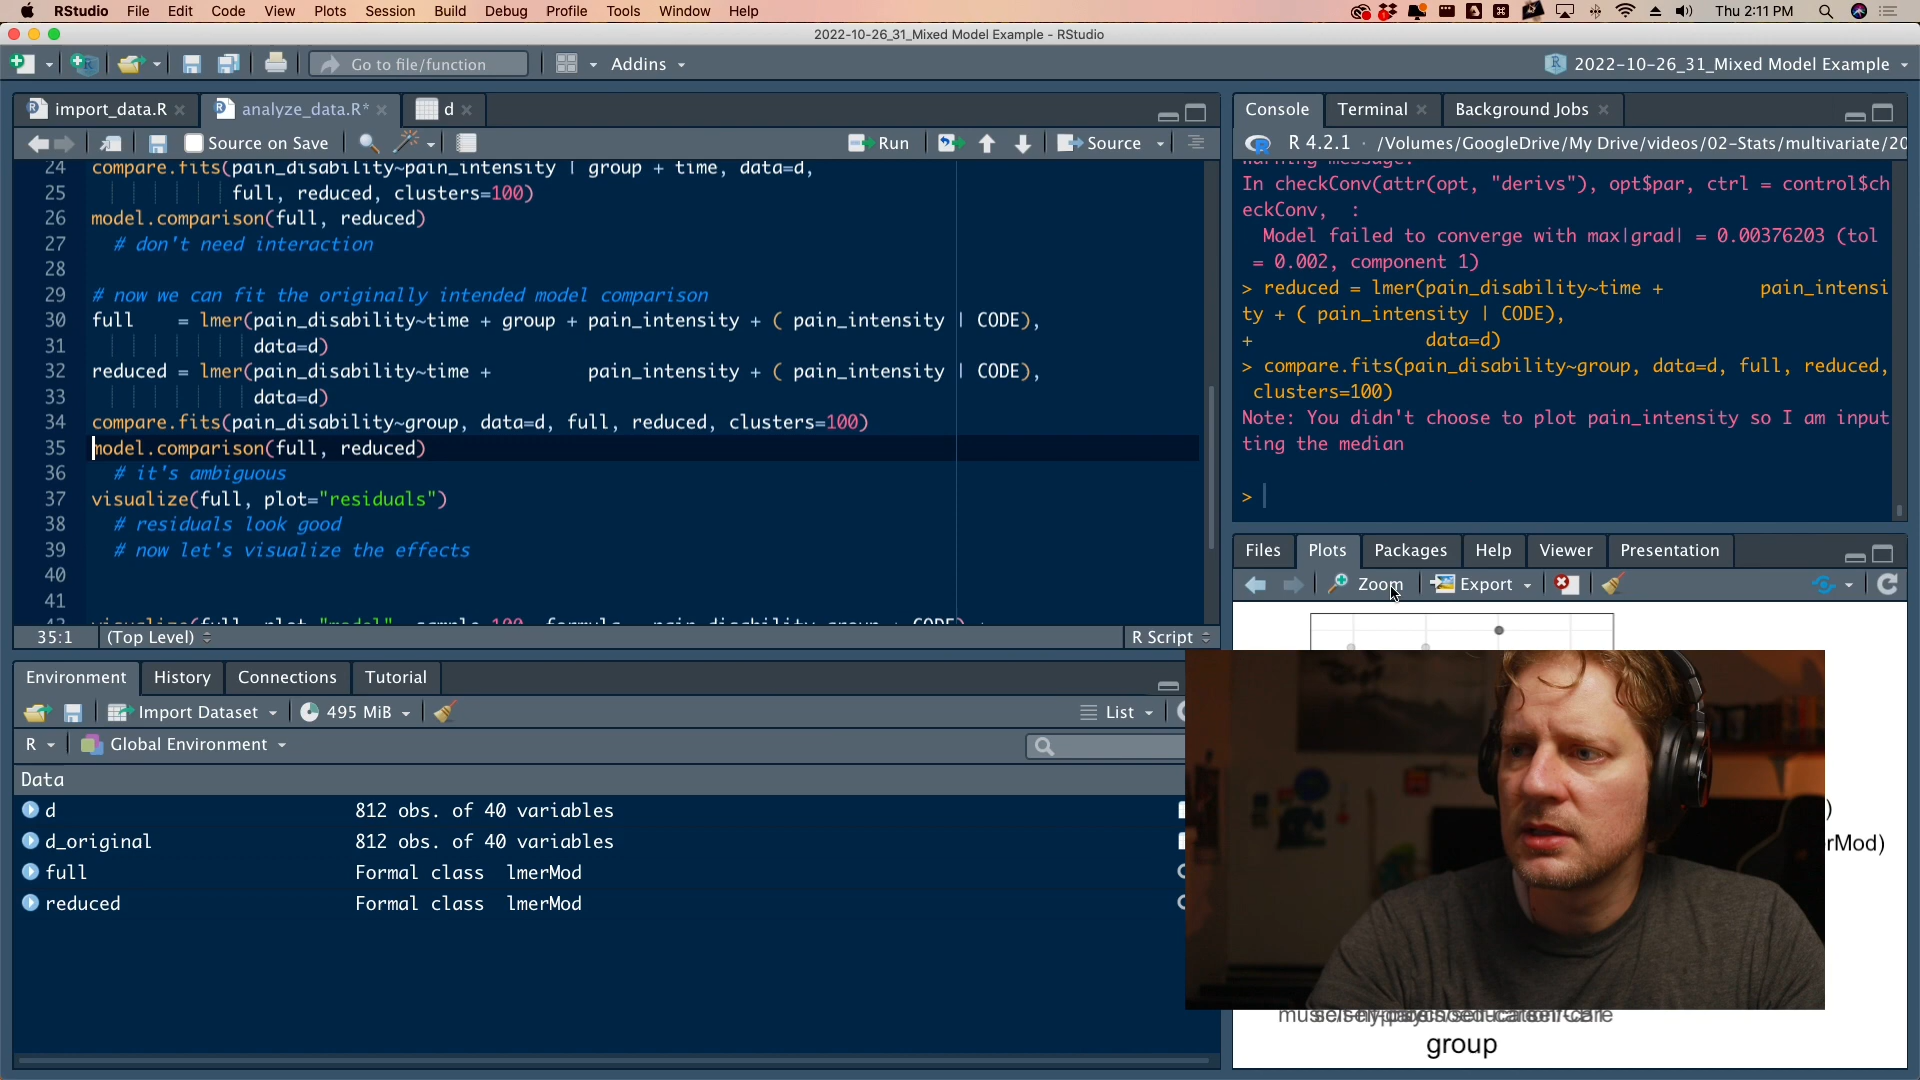 RStudio File Edit Code View Plots Session Build Debug Profile Tools Window Help Thu 2:11 PM
2022-10-26_31_Mixed Model Example - RStudio
Go to file/function Addins 2022-10-26_31_Mixed Model Example
import_data.R analyze_data.R* d
Source on Save Run Source
24 compare.fits(pain_disability~pain_intensity | group + time, data=d,
25 full, reduced, clusters=100)
26 model.comparison(full, reduced)
27 # don't need interaction
28
29 # now we can fit the originally intended model comparison
30 full = lmer(pain_disability~time + group + pain_intensity + ( pain_intensity | CODE),
31 data=d)
32 reduced = lmer(pain_disability~time + pain_intensity + ( pain_intensity | CODE),
33 data=d)
34 compare.fits(pain_disability~group, data=d, full, reduced, clusters=100)
35 model.comparison(full, reduced)
36 # it's ambiguous
37 visualize(full, plot="residuals")
38 # residuals look good
39 # now let's visualize the effects
40
41
35:1 (Top Level) R Script
Console Terminal Background Jobs
R 4.2.1 · /Volumes/GoogleDrive/My Drive/videos/02-Stats/multivariate/20
In checkConv(attr(opt, "derivs"), opt$par, ctrl = control$ch
eckConv, :
Model failed to converge with max|grad| = 0.00376203 (tol
= 0.002, component 1)
> reduced = lmer(pain_disability~time + pain_intensi
ty + ( pain_intensity | CODE),
+ data=d)
> compare.fits(pain_disability~group, data=d, full, reduced,
clusters=100)
Note: You didn't choose to plot pain_intensity so I am input
ting the median
>
Files Plots Packages Help Viewer Presentation
Zoom Export
rMod)
group
Environment History Connections Tutorial
Import Dataset 495 MiB List
R Global Environment
Data
d 812 obs. of 40 variables
d_original 812 obs. of 40 variables
full Formal class lmerMod
reduced Formal class lmerMod